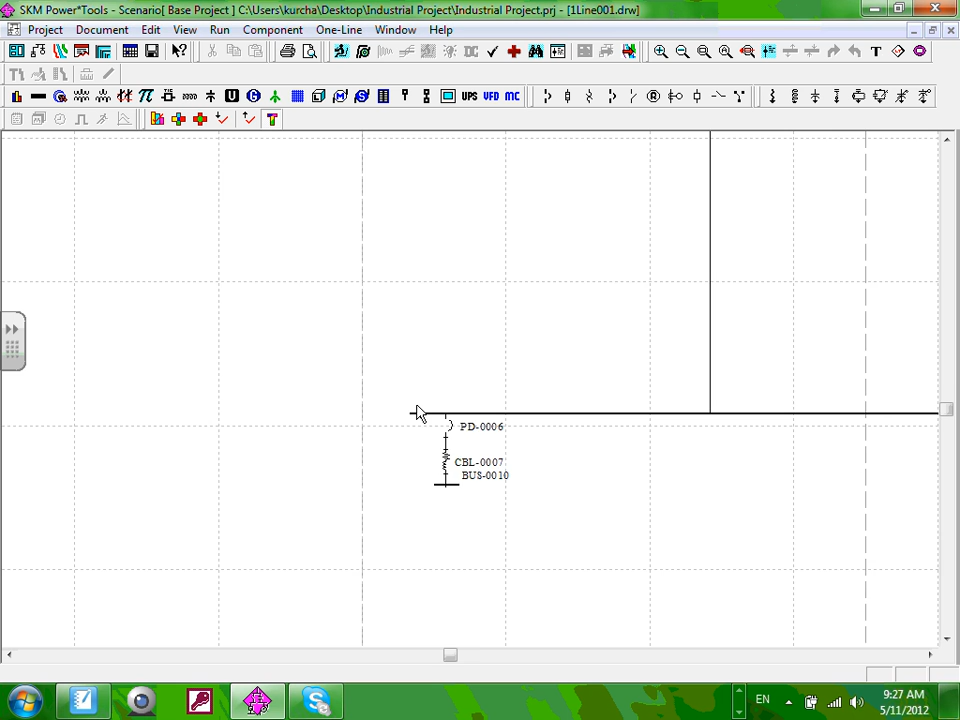 SKM Power*Tools - Scenario[ Base Project ] C:\Users\kurcha\Desktop\Industrial Project\Industrial Project.prj - [1Line001.drw]
Project Document Edit View Run Component One-Line Window Help
DC T
UPS VFD MC
PD-0006
CBL-0007
BUS-0010
EN
9:27 AM
5/11/2012